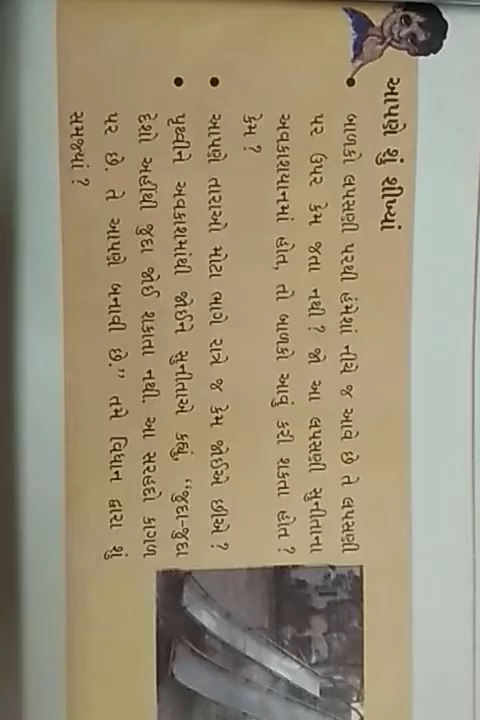 આપણે શું શીખ્યાં
• બાળકો લપસણી પરથી હંમેશાં નીચે જ આવે છે તે લપસણી
પર ઉપર કેમ જતા નથી? જો આ લપસણી સુનીતાના
અવકાશયાનમાં હોત, તો બાળકો આવું કરી શકતા હોત ?
કેમ ?
• આપણે તારાઓ મોટા ભાગે રાત્રે જ કેમ જોઈએ છીએ ?
• પૃથ્વીને અવકાશમાંથી જોઈને સુનીતાએ કહ્યું, “જુદા-જુદા
દેશો અહીંથી જુદા જોઈ શકાતા નથી. આ સરહદો કાગળ
પર છે. તે આપણે બનાવી છે.” તમે વિધાન દ્વારા શું
સમજ્યાં ?